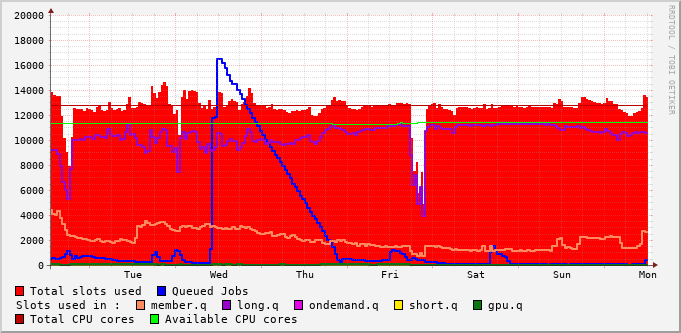 RRDTOOL / TOBI OETIKER
20000
18000
16000
14000
12000
10000
8000
6000
4000
2000
0
Tue Wed Thu Fri Sat Sun Mon
Total slots used Queued Jobs
Slots used in : member.q long.q ondemand.q short.q gpu.q
Total CPU cores Available CPU cores